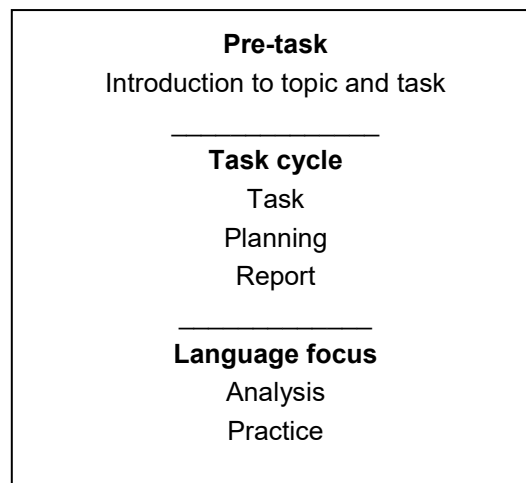 Pre-task
Introduction to topic and task
Task cycle
Task
Planning
Report
Language focus
Analysis
Practice